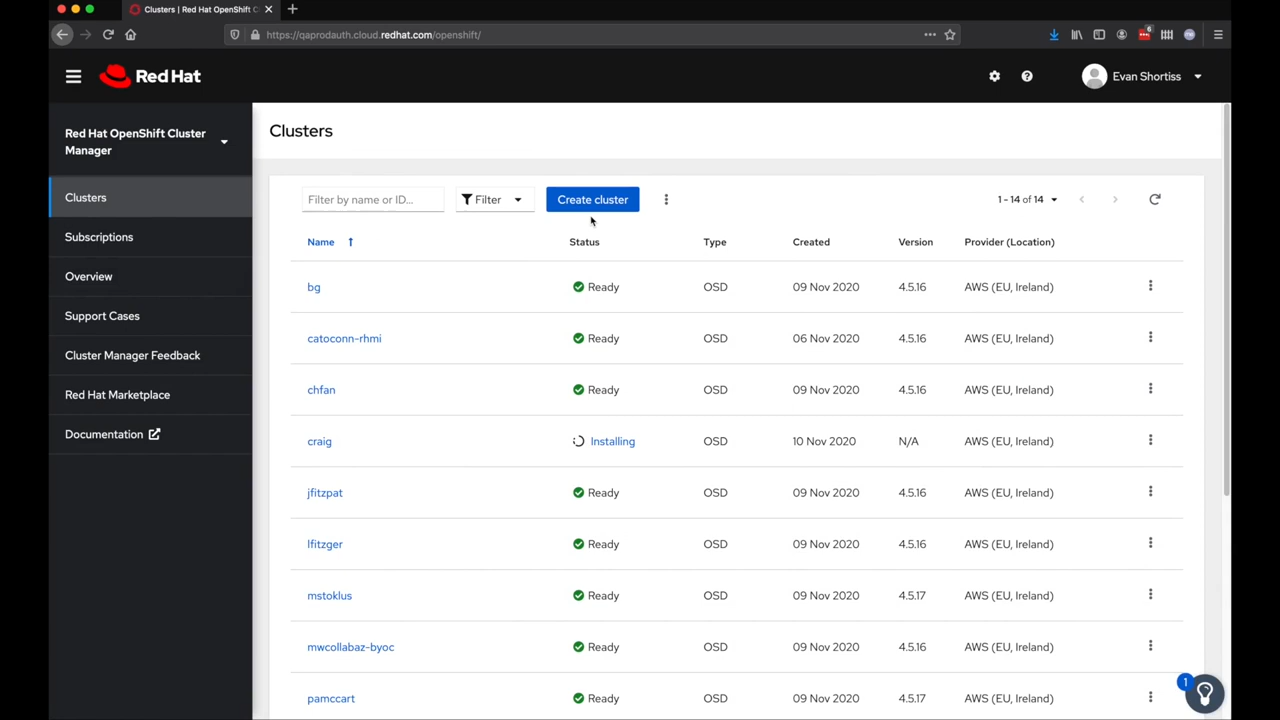 Clusters | Red Hat OpenShift C
https://qaprodauth.cloud.redhat.com/openshift/
6
Red Hat
Evan Shortiss
Red Hat OpenShift Cluster
Manager
Clusters
Subscriptions
Overview
Support Cases
Cluster Manager Feedback
Red Hat Marketplace
Documentation
Clusters
Filter by name or ID...
Filter
Create cluster
1 - 14 of 14
Name Status Type Created Version Provider (Location)
bg Ready OSD 09 Nov 2020 4.5.16 AWS (EU, Ireland)
catoconn-rhmi Ready OSD 06 Nov 2020 4.5.16 AWS (EU, Ireland)
chfan Ready OSD 09 Nov 2020 4.5.16 AWS (EU, Ireland)
craig Installing OSD 10 Nov 2020 N/A AWS (EU, Ireland)
jfitzpat Ready OSD 09 Nov 2020 4.5.16 AWS (EU, Ireland)
lfitzger Ready OSD 09 Nov 2020 4.5.16 AWS (EU, Ireland)
mstoklus Ready OSD 09 Nov 2020 4.5.17 AWS (EU, Ireland)
mwcollabaz-byoc Ready OSD 09 Nov 2020 4.5.16 AWS (EU, Ireland)
pamccart Ready OSD 09 Nov 2020 4.5.17 AWS (EU, Ireland)
1